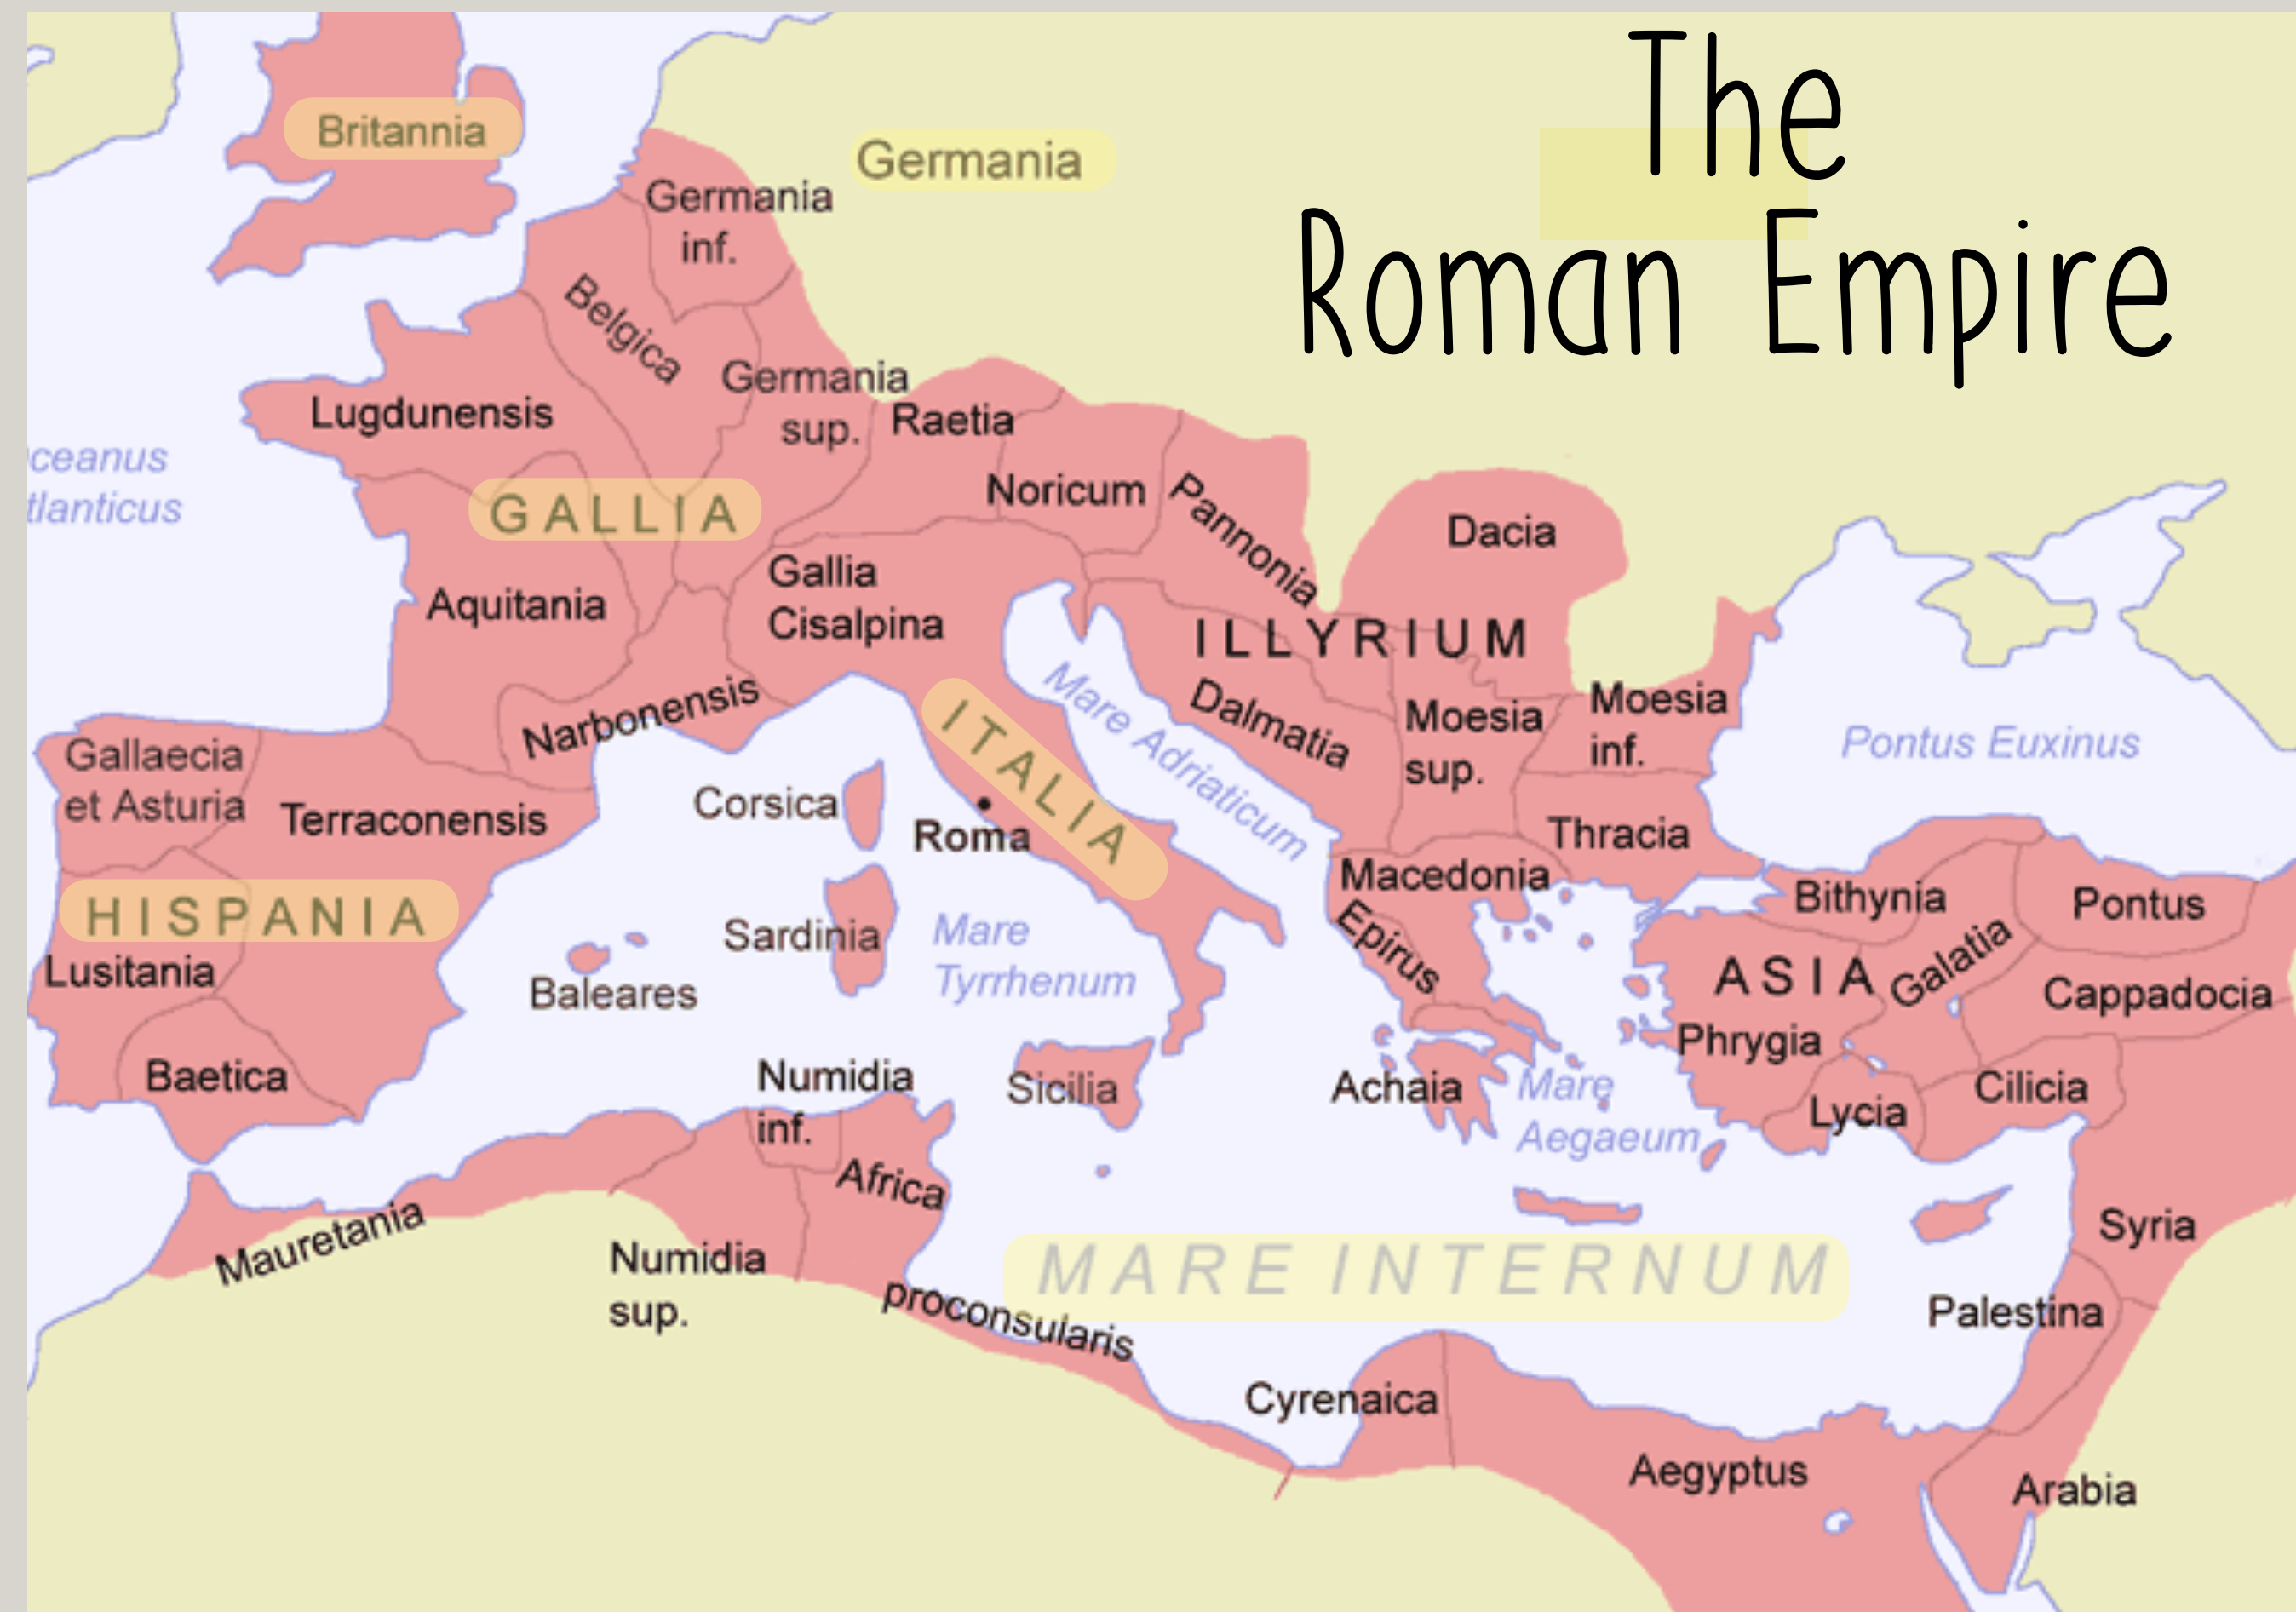 The
Roman Empire
Britannia
Germania
Germania
inf.
Belgica
Germania
sup.
Lugdunensis
Raetia
ceanus
tlanticus
Noricum
GALLIA
Pannonia
Dacia
Gallia
Cisalpina
Aquitania
ILLYRIUM
Narbonensis
ITALIA
Mare Adriaticum
Dalmatia
Moesia
sup.
Moesia
inf.
Pontus Euxinus
Gallaecia
et Asturia
Terraconensis
Corsica
Roma
Thracia
Macedonia
Bithynia
Pontus
HISPANIA
Sardinia
Mare
Tyrrhenum
Epirus
ASIA
Galatia
Lusitania
Baleares
Cappadocia
Phrygia
Baetica
Numidia
inf.
Sicilia
Achaia
Mare
Aegaeum
Lycia
Cilicia
Africa
proconsularis
Mauretania
Numidia
sup.
MARE INTERNUM
Syria
Palestina
Cyrenaica
Aegyptus
Arabia